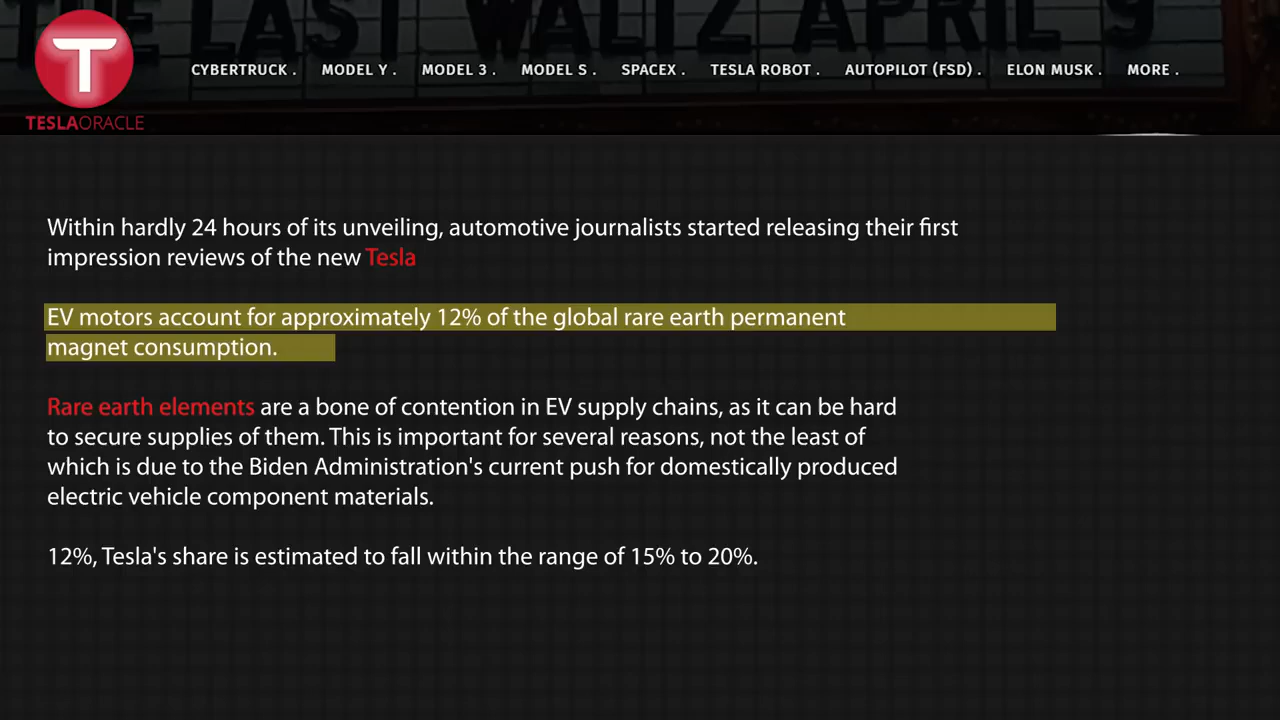 THE LAST WALTZ APRIL 9
T
TESLAORACLE
CYBERTRUCK . MODEL Y . MODEL 3 . MODEL S . SPACEX . TESLA ROBOT . AUTOPILOT (FSD) . ELON MUSK . MORE .
Within hardly 24 hours of its unveiling, automotive journalists started releasing their first
impression reviews of the new Tesla
EV motors account for approximately 12% of the global rare earth permanent
magnet consumption.
Rare earth elements are a bone of contention in EV supply chains, as it can be hard
to secure supplies of them. This is important for several reasons, not the least of
which is due to the Biden Administration's current push for domestically produced
electric vehicle component materials.
12%, Tesla's share is estimated to fall within the range of 15% to 20%.